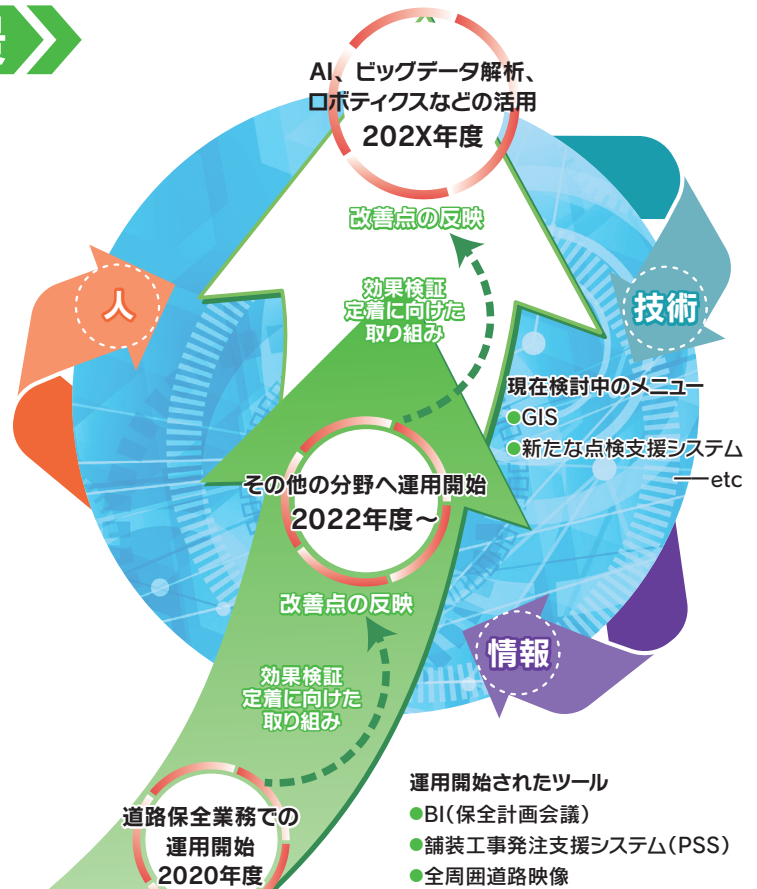 AI、ビッグデータ解析、
ロボティクスなどの活用
202X年度
改善点の反映
効果検証
定着に向けた
取り組み
人
技術
現在検討中のメニュー
●GIS
●新たな点検支援システム
──etc
その他の分野へ運用開始
2022年度～
改善点の反映
情報
効果検証
定着に向けた
取り組み
道路保全業務での
運用開始
2020年度
運用開始されたツール
●BI（保全計画会議）
●舗装工事発注支援システム（PSS）
●全周囲道路映像